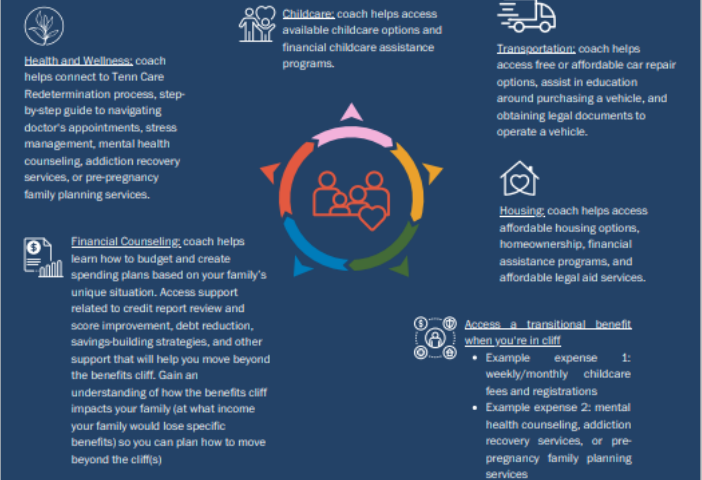 Childcare: coach helps access
available childcare options and
financial childcare assistance
programs.
Health and Wellness: coach
helps connect to Tenn Care
Redetermination process, step-
by-step guide to navigating
doctor's appointments, stress
management, mental health
counseling, addiction recovery
services, or pre-pregnancy
family planning services.
Transportation: coach helps
access free or affordable car repair
options, assist in education
around purchasing a vehicle, and
obtaining legal documents to
operate a vehicle.
Housing: coach helps access
affordable housing options,
homeownership, financial
assistance programs, and
affordable legal aid services.
Financial Counseling: coach helps
learn how to budget and create
spending plans based on your family's
unique situation. Access support
related to credit report review and
score improvement, debt reduction,
savings-building strategies, and other
support that will help you move beyond
the benefits cliff. Gain an
understanding of how the benefits cliff
impacts your family (at what income
your family would lose specific
benefits) so you can plan how to move
beyond the cliff(s)
Access a transitional benefit
when you're in cliff
• Example expense 1:
weekly/monthly childcare
fees and registrations
• Example expense 2: mental
health counseling, addiction
recovery services, or pre-
pregnancy family planning
services